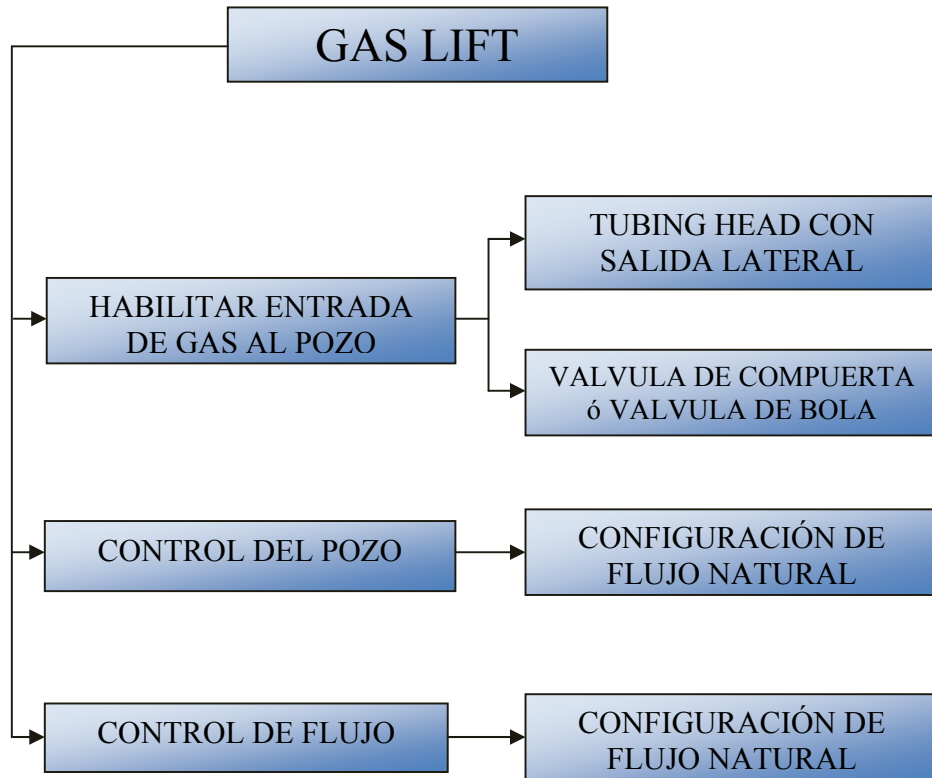 GAS LIFT
HABILITAR ENTRADA
DE GAS AL POZO
TUBING HEAD CON
SALIDA LATERAL
VALVULA DE COMPUERTA
ó VALVULA DE BOLA
CONTROL DEL POZO
CONFIGURACIÓN DE
FLUJO NATURAL
CONTROL DE FLUJO
CONFIGURACIÓN DE
FLUJO NATURAL